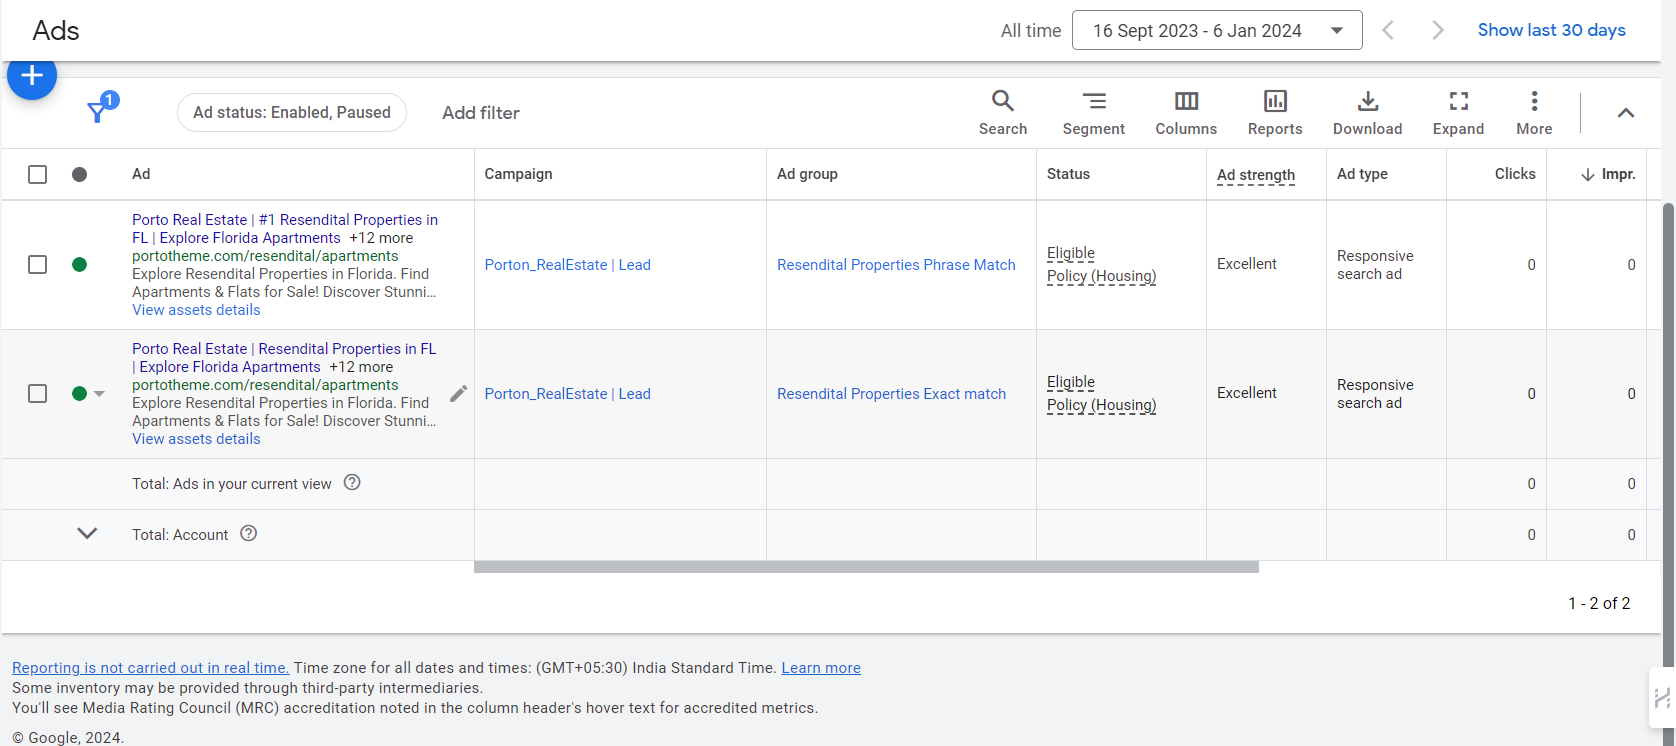 Ads
All time
16 Sept 2023 - 6 Jan 2024
Show last 30 days
1
Ad status: Enabled, Paused
Add filter
Search
Segment
Columns
Reports
Download
Expand
More
Ad
Campaign
Ad group
Status
Ad strength
Ad type
Clicks
Impr.
Porto Real Estate | #1 Resendital Properties in
FL | Explore Florida Apartments +12 more
portotheme.com/resendital/apartments
Explore Resendital Properties in Florida. Find
Apartments & Flats for Sale! Discover Stunni...
View assets details
Porton_RealEstate | Lead
Resendital Properties Phrase Match
Eligible
Policy (Housing)
Excellent
Responsive
search ad
0
0
Porto Real Estate | Resendital Properties in FL
| Explore Florida Apartments +12 more
portotheme.com/resendital/apartments
Explore Resendital Properties in Florida. Find
Apartments & Flats for Sale! Discover Stunni...
View assets details
Porton_RealEstate | Lead
Resendital Properties Exact match
Eligible
Policy (Housing)
Excellent
Responsive
search ad
0
0
Total: Ads in your current view
0
0
Total: Account
0
0
1 - 2 of 2
Reporting is not carried out in real time. Time zone for all dates and times: (GMT+05:30) India Standard Time. Learn more
Some inventory may be provided through third-party intermediaries.
You'll see Media Rating Council (MRC) accreditation noted in the column header's hover text for accredited metrics.
© Google, 2024.